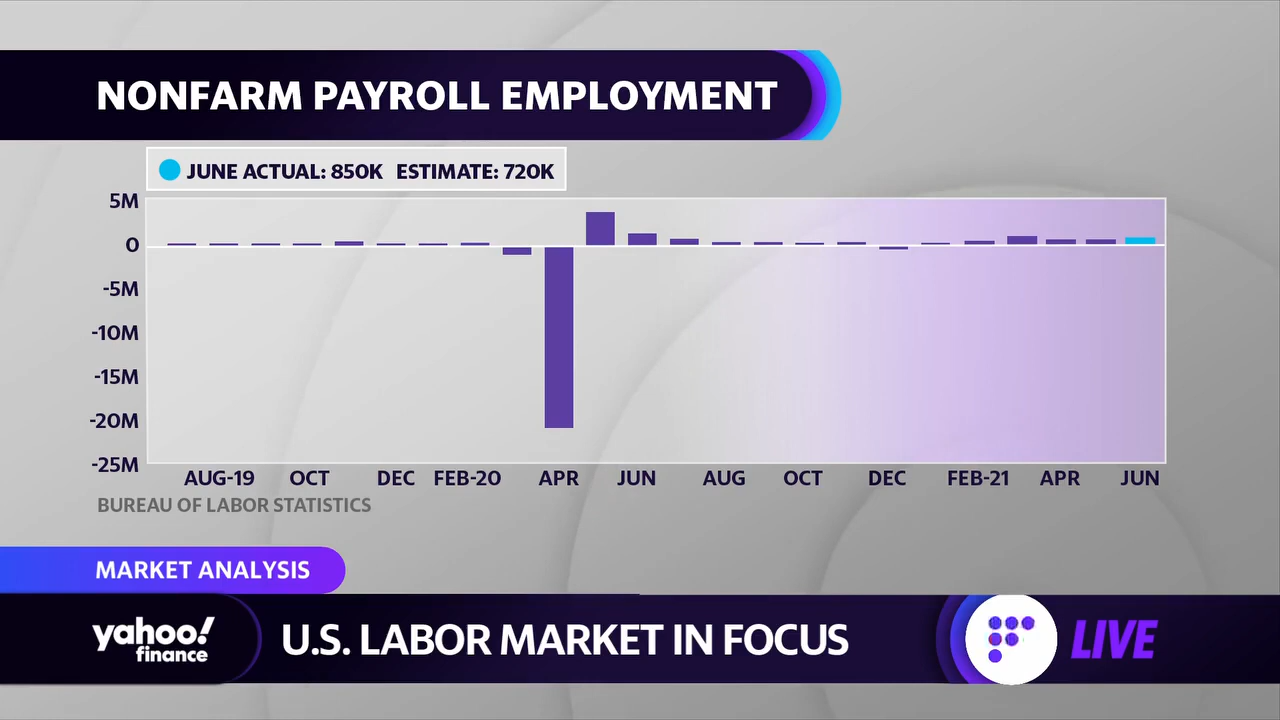 NONFARM PAYROLL EMPLOYMENT
JUNE ACTUAL: 850K ESTIMATE: 720K
5M
0
-5M
-10M
-15M
-20M
-25M
AUG-19 OCT DEC FEB-20 APR JUN AUG OCT DEC FEB-21 APR JUN
BUREAU OF LABOR STATISTICS
MARKET ANALYSIS
yahoo!
finance
U.S. LABOR MARKET IN FOCUS
LIVE